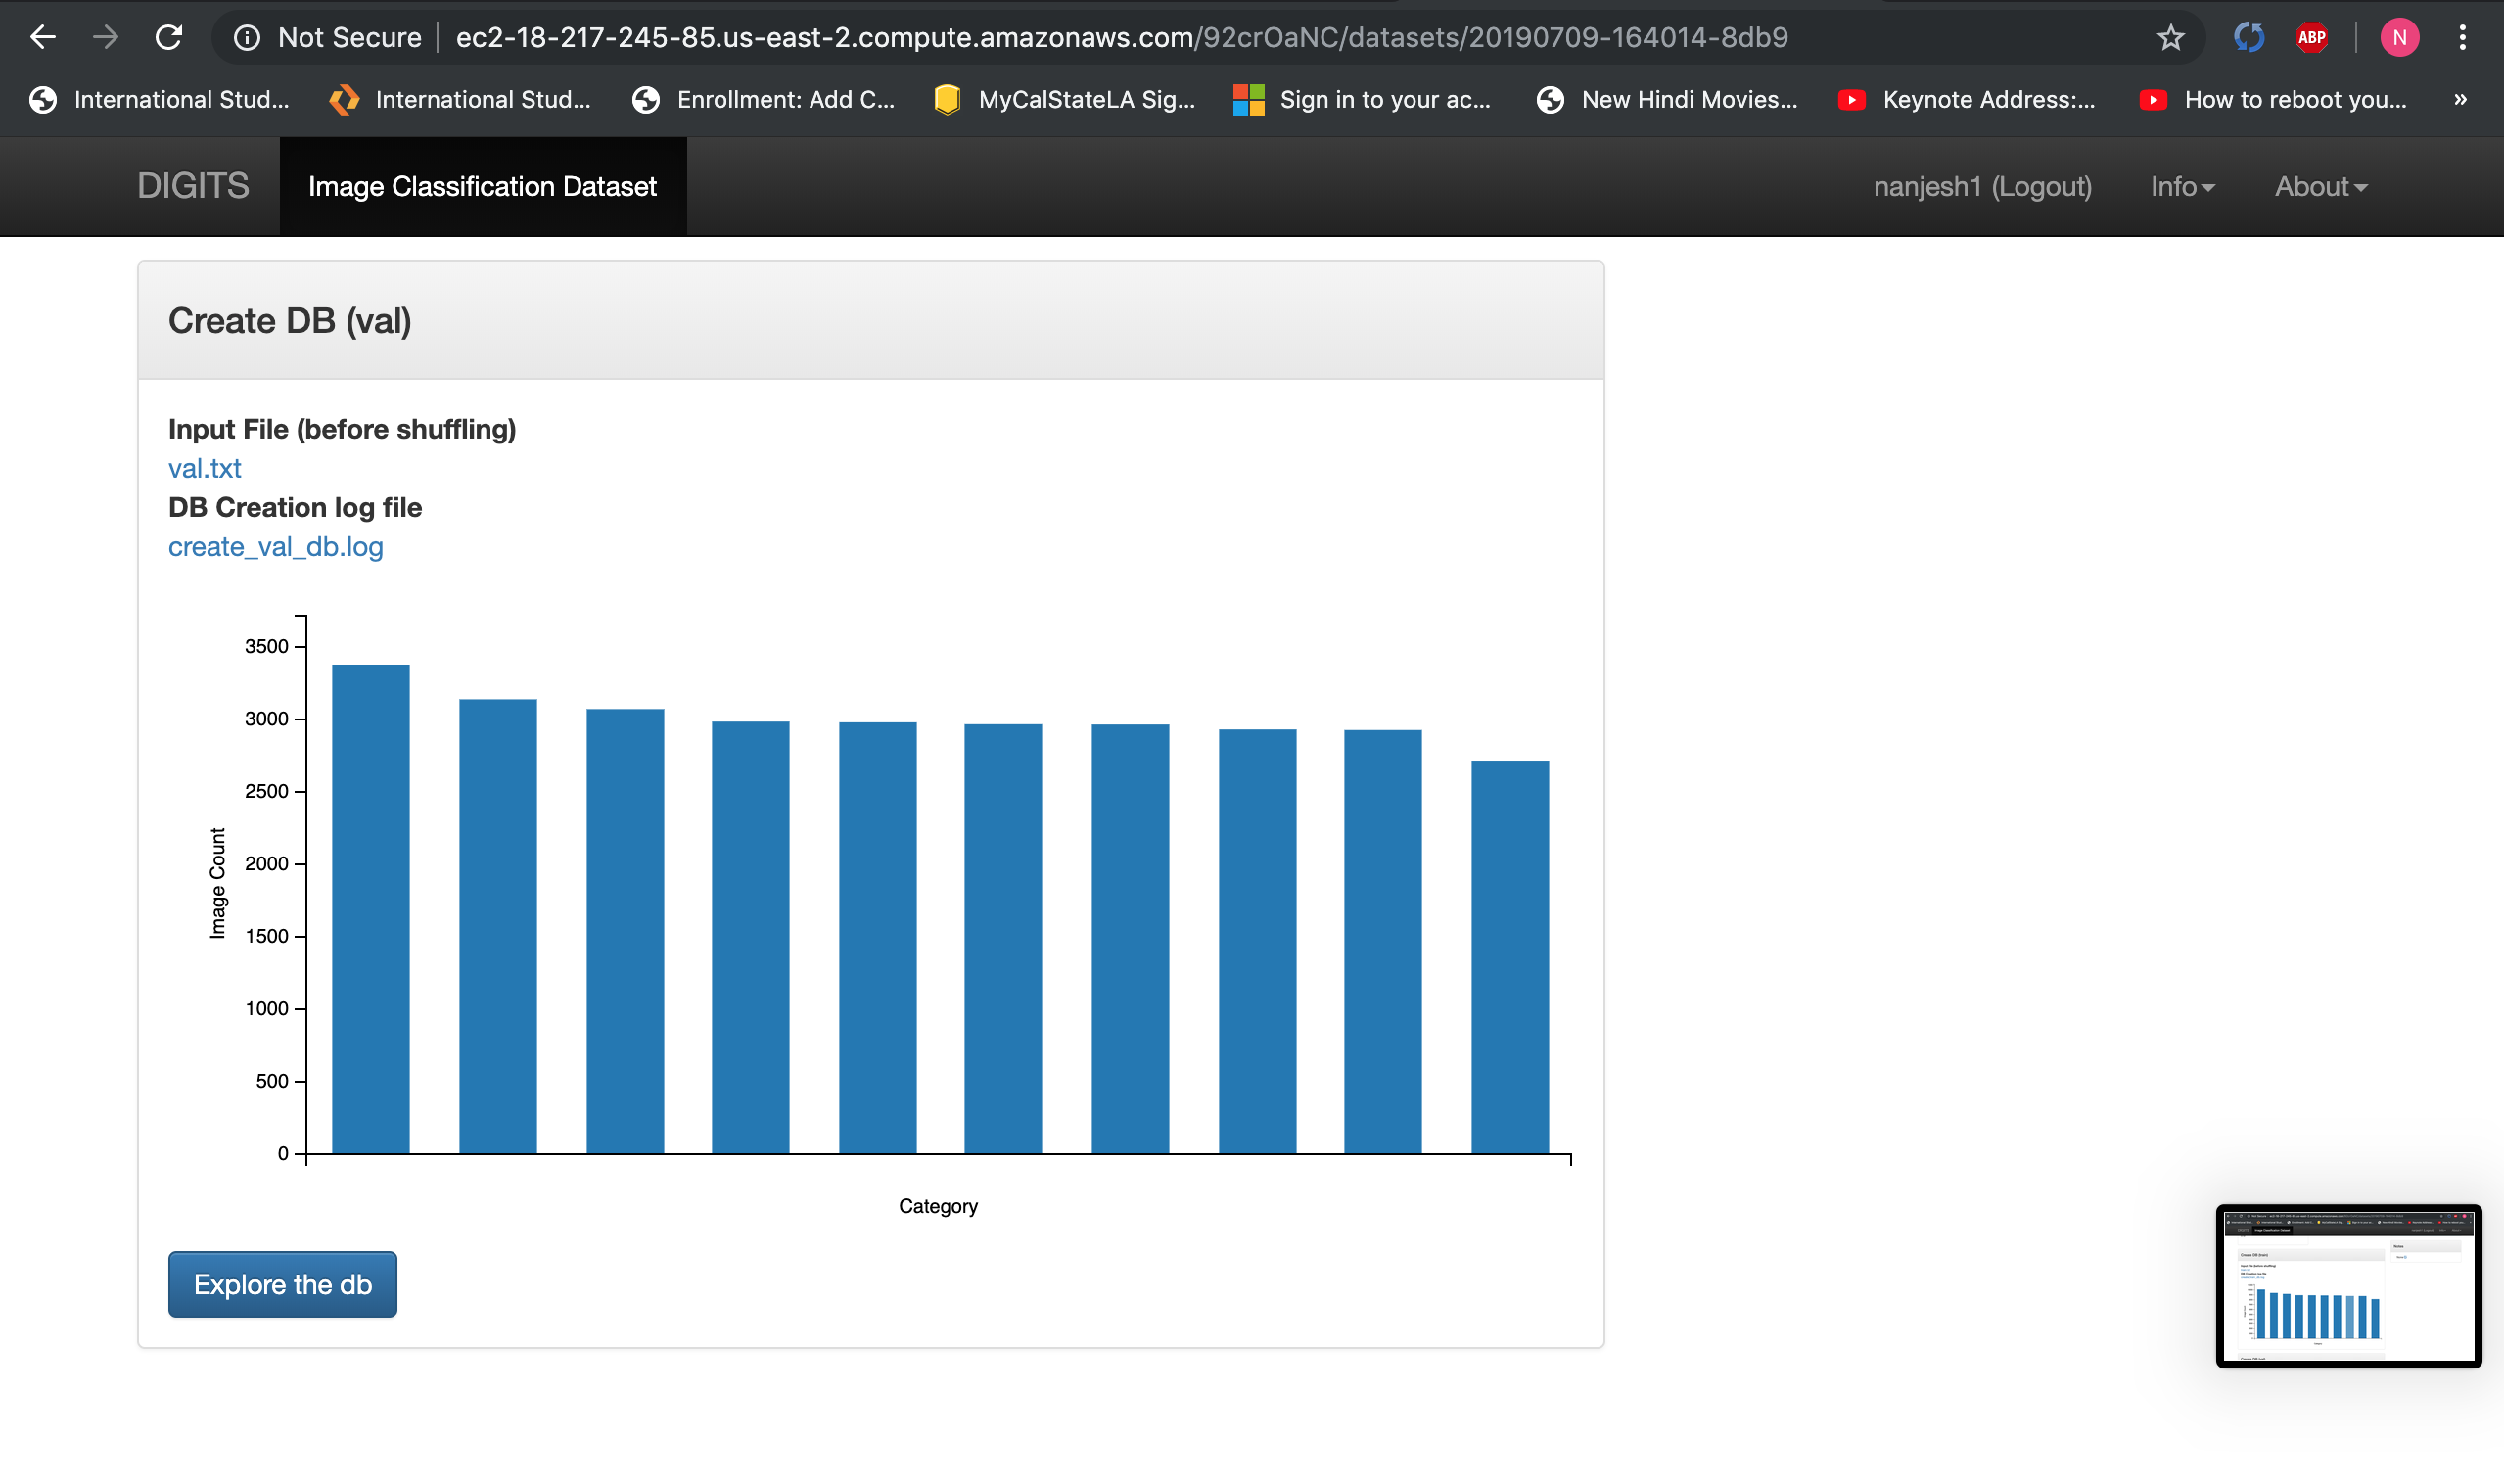 Not Secure ec2-18-217-245-85.us-east-2.compute.amazonaws.com/92crOaNC/datasets/20190709-164014-8db9 ABP N
International Stud... International Stud... Enrollment: Add C... MyCalStateLA Sig... Sign in to your ac... New Hindi Movies... Keynote Address:... How to reboot you... »
DIGITS Image Classification Dataset nanjesh1 (Logout) Info About
Create DB (val)
Input File (before shuffling)
val.txt
DB Creation log file
create_val_db.log
3500
3000
2500
2000
1500
1000
500
0
Image Count
Category
Explore the db